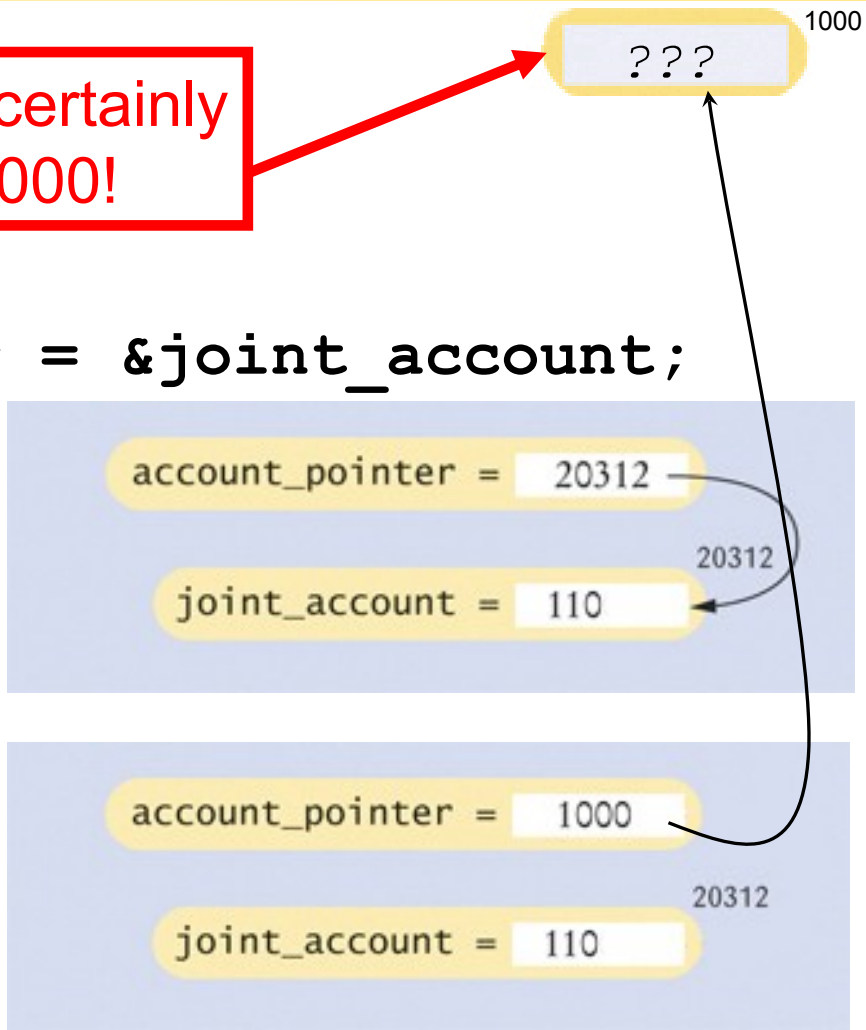 1000
???
certainly
000!
= &joint_account;
account_pointer = 20312
20312
joint_account = 110
account_pointer = 1000
20312
joint_account = 110